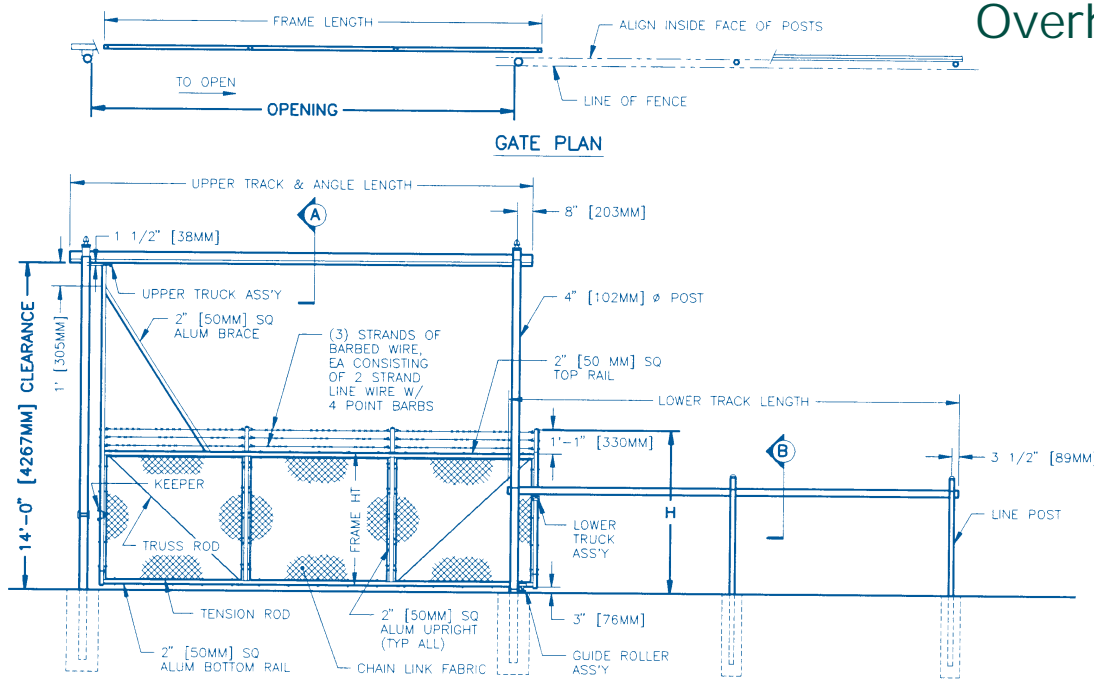 Overh
FRAME LENGTH
ALIGN INSIDE FACE OF POSTS
TO OPEN
OPENING
LINE OF FENCE
GATE PLAN
UPPER TRACK & ANGLE LENGTH
A
8" [203MM]
1 1/2" [38MM]
UPPER TRUCK ASS'Y
4" [102MM] ø POST
2" [50MM] SQ
ALUM BRACE
(3) STRANDS OF
BARBED WIRE,
EA CONSISTING
OF 2 STRAND
LINE WIRE W/
4 POINT BARBS
2" [50 MM] SQ
TOP RAIL
14'-0" [4267MM] CLEARANCE
1' [305MM]
LOWER TRACK LENGTH
1'-1" [330MM]
B
3 1/2" [89MM]
KEEPER
FRAME HT
H
LINE POST
TRUSS ROD
LOWER
TRUCK
ASS'Y
TENSION ROD
2" [50MM] SQ
ALUM UPRIGHT
(TYP ALL)
3" [76MM]
2" [50MM] SQ
ALUM BOTTOM RAIL
CHAIN LINK FABRIC
GUIDE ROLLER
ASS'Y